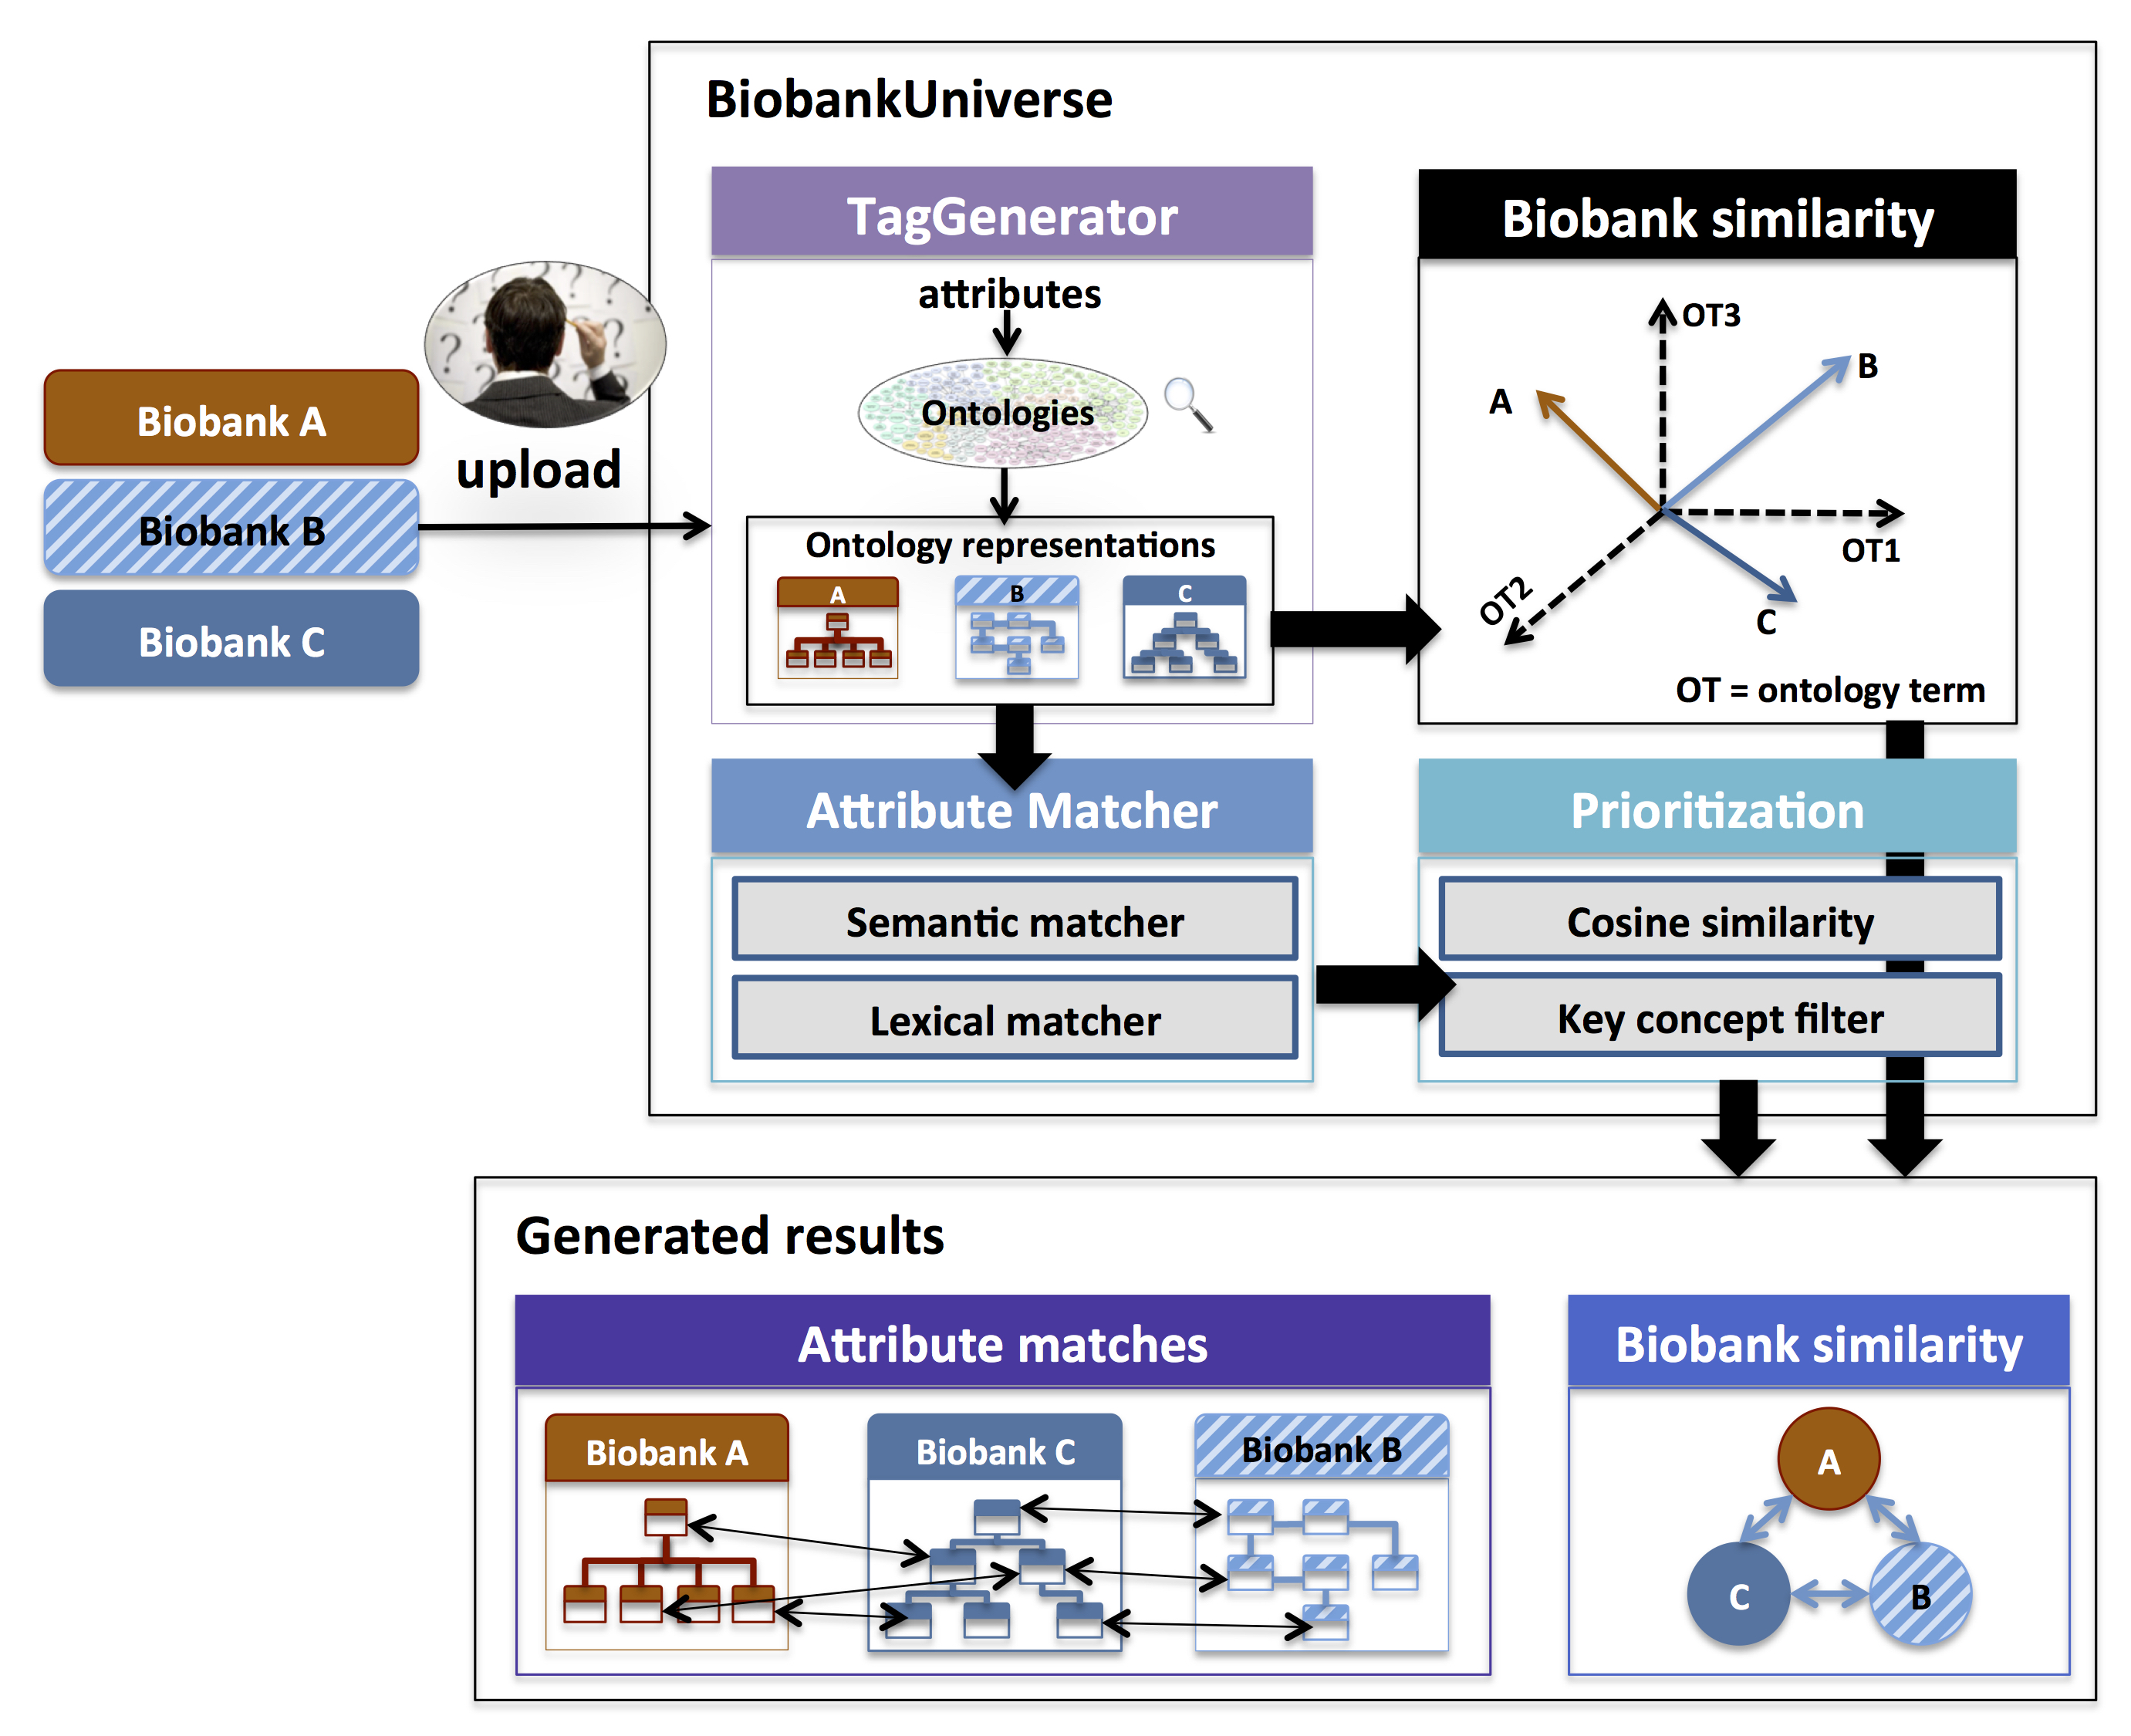 BiobankUniverse
TagGenerator
attributes
Ontologies
Ontology representations
A
B
C
Biobank similarity
OT3
B
A
OT1
OT2
C
OT = ontology term
Biobank A
Biobank B
Biobank C
upload
Attribute Matcher
Semantic matcher
Lexical matcher
Prioritization
Cosine similarity
Key concept filter
Generated results
Attribute matches
Biobank A
Biobank C
Biobank B
Biobank similarity
A
C
B